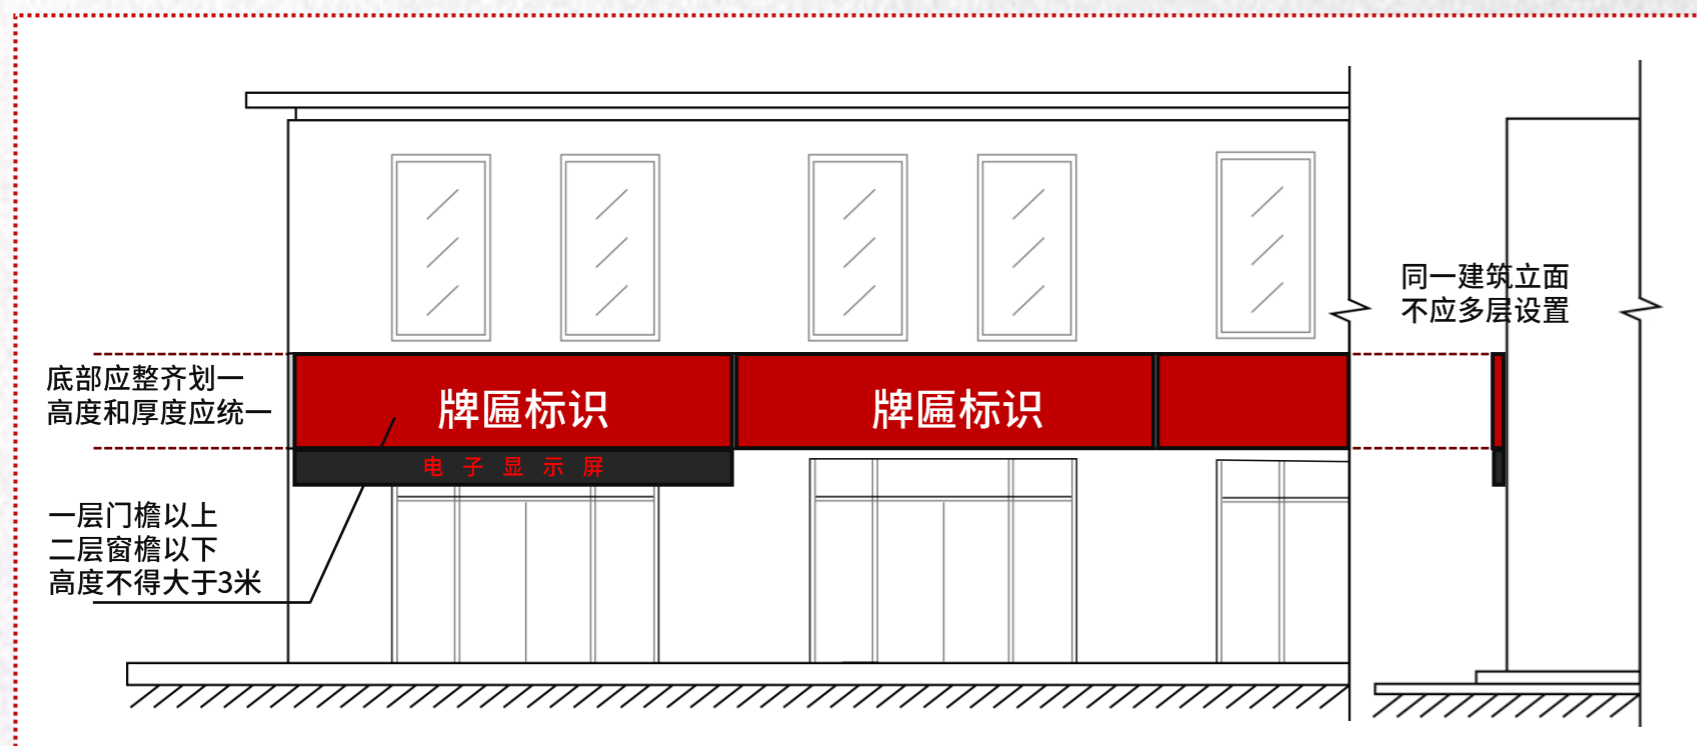 同一建筑立面
不应多层设置
底部应整齐划一
高度和厚度应统一
牌匾标识
牌匾标识
电子显示屏
一层门檐以上
二层窗檐以下
高度不得大于3米